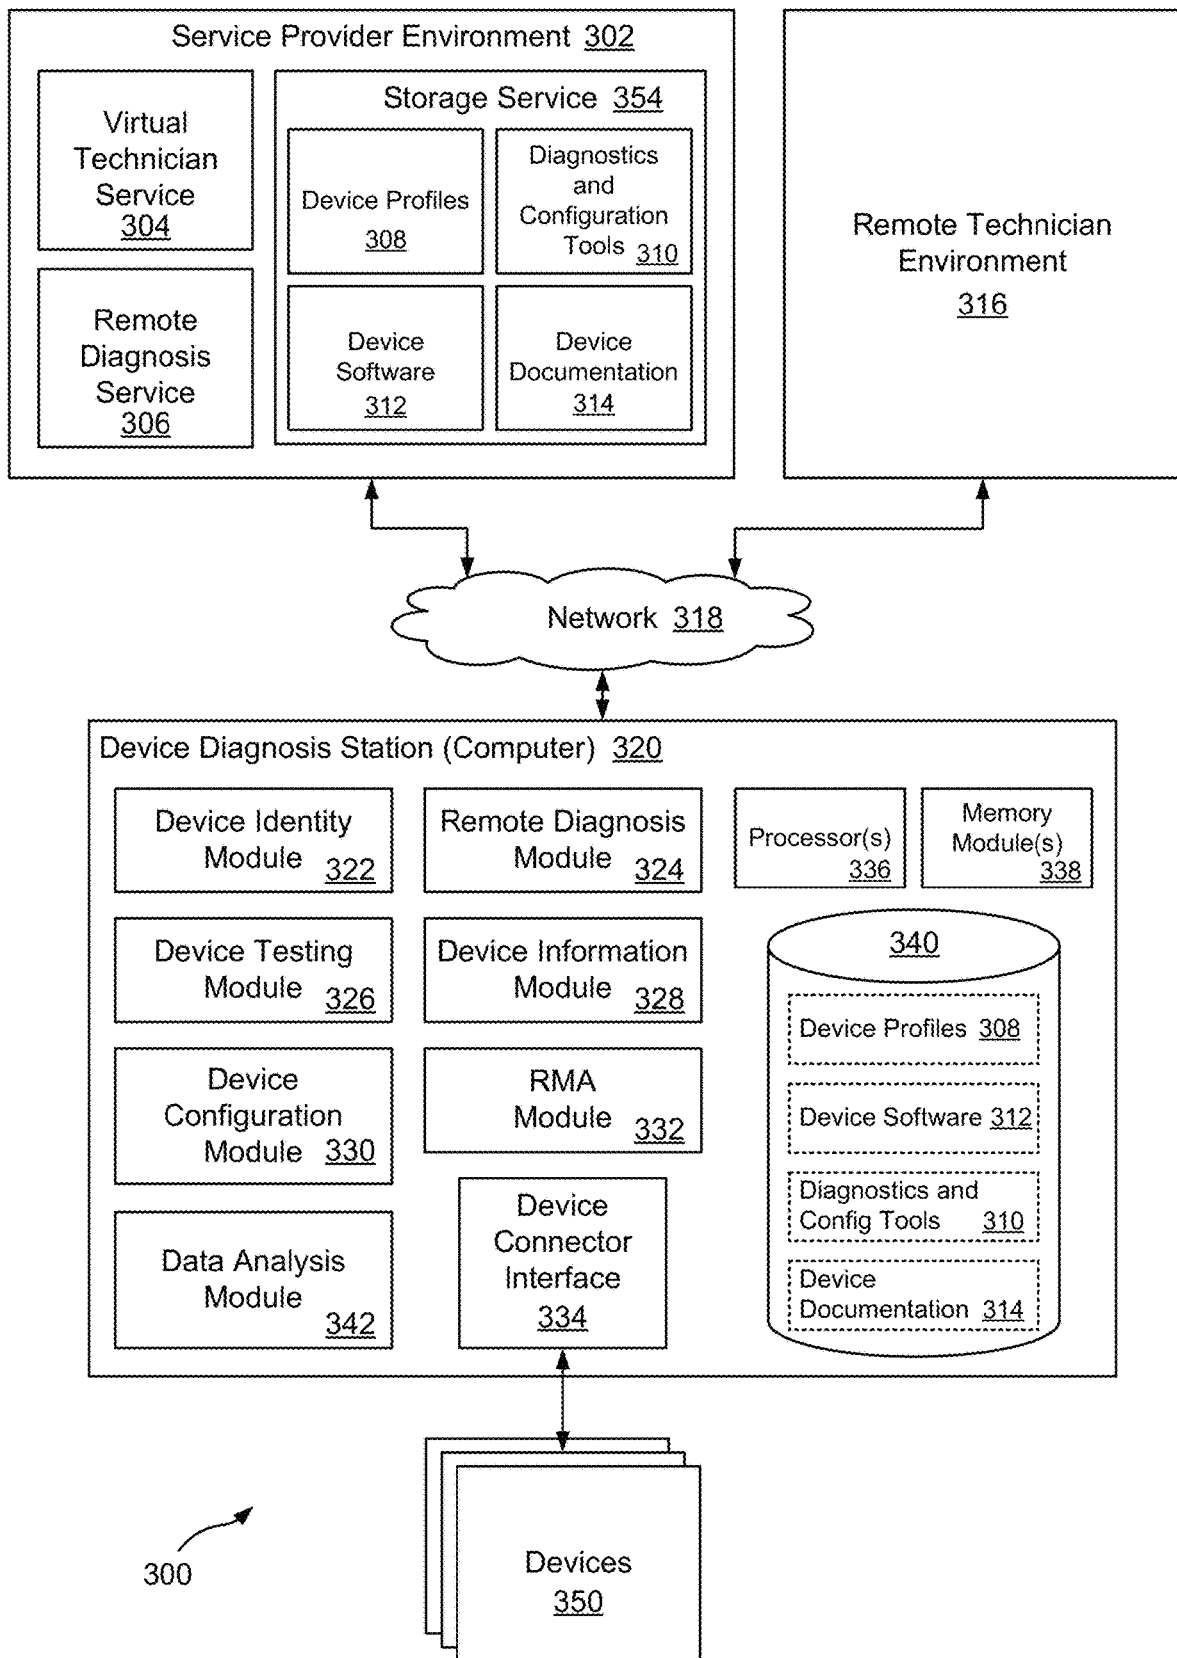 Service Provider Environment 302
Virtual
Technician
Service
304
Remote
Diagnosis
Service
306
Storage Service 354
Device Profiles
308
Diagnostics
and
Configuration
Tools 310
Device
Software
312
Device
Documentation
314
Remote Technician
Environment
316
Network 318
Device Diagnosis Station (Computer) 320
Device Identity
Module 322
Remote Diagnosis
Module 324
Processor(s)
336
Memory
Module(s)
338
Device Testing
Module 326
Device Information
Module 328
Device
Configuration
Module 330
RMA
Module 332
Data Analysis
Module
342
Device
Connector
Interface
334
340
Device Profiles 308
Device Software 312
Diagnostics and
Config Tools 310
Device
Documentation 314
300
Devices
350